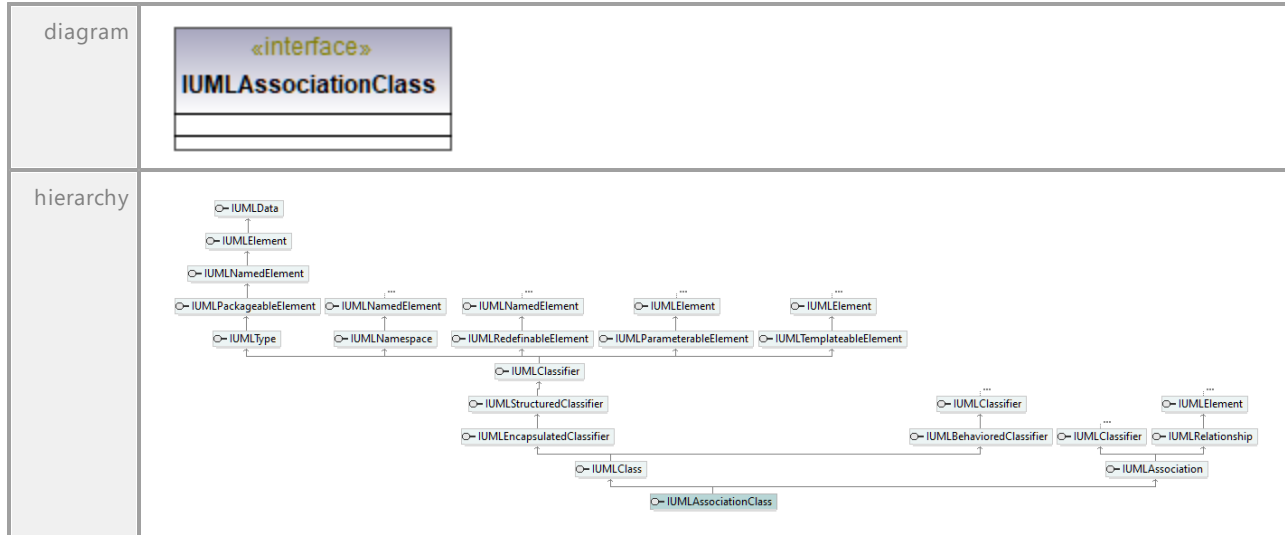 diagram
«interface»
IUMLAssociationClass
hierarchy
IUMLData
IUMLElement
IUMLNamedElement
... ... ... ...
IUMLPackageableElement IUMLNamedElement IUMLNamedElement IUMLElement IUMLElement
IUMLType IUMLNamespace IUMLRedefinableElement IUMLParameterableElement IUMLTemplateableElement
IUMLClassifier
... ...
IUMLStructuredClassifier IUMLClassifier IUMLElement
...
IUMLEncapsulatedClassifier IUMLBehavioredClassifier IUMLClassifier IUMLRelationship
IUMLClass IUMLAssociation
IUMLAssociationClass